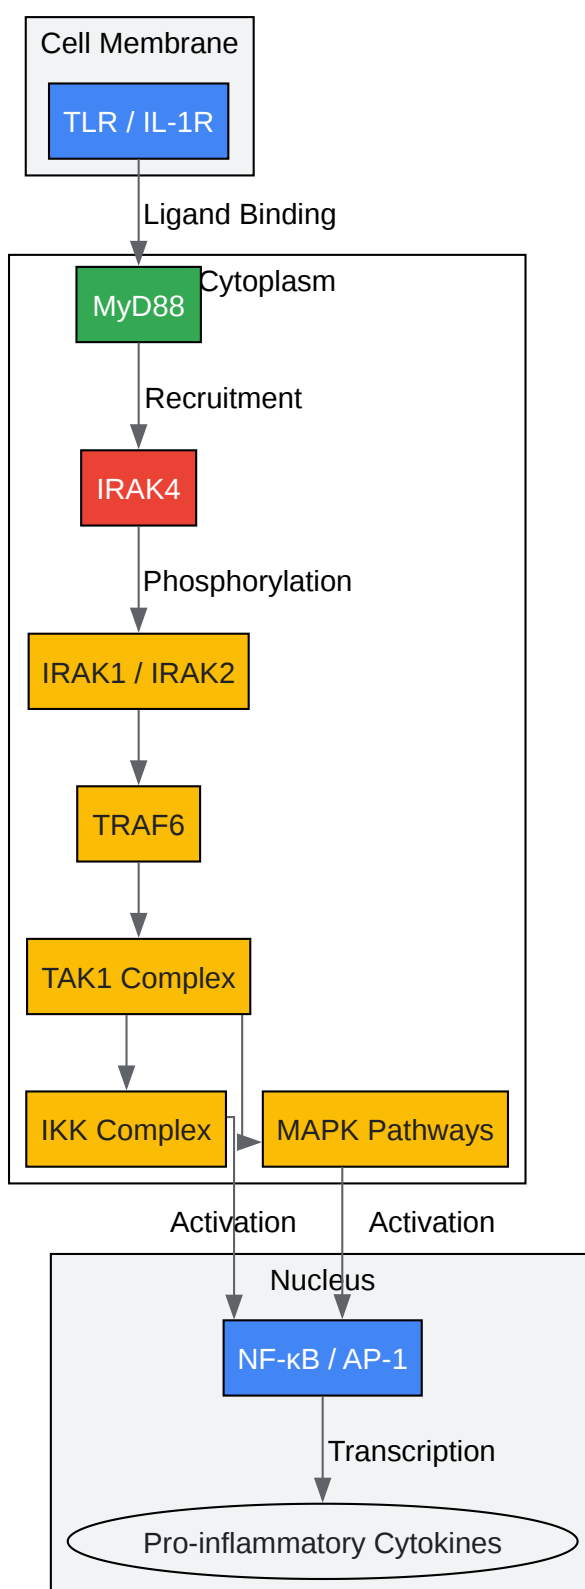 Cell Membrane
TLR / IL-1R
Ligand Binding
Cytoplasm
MyD88
Recruitment
IRAK4
Phosphorylation
IRAK1 / IRAK2
TRAF6
TAK1 Complex
IKK Complex
MAPK Pathways
Activation
Activation
Nucleus
NF-κB / AP-1
Transcription
Pro-inflammatory Cytokines